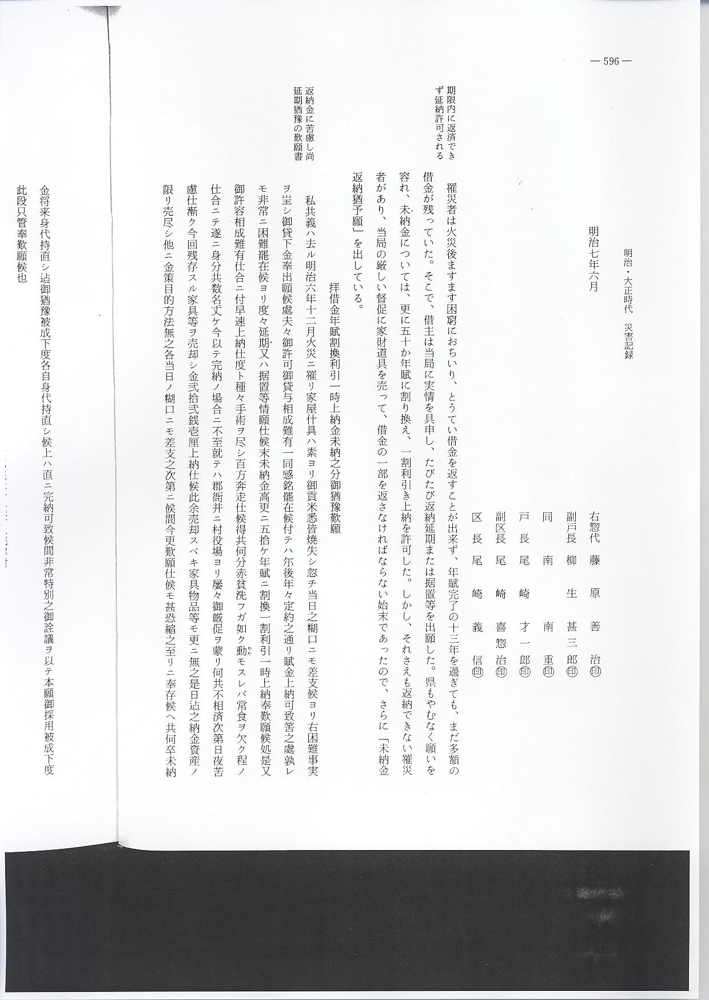 ― 596 ―
明治・大正時代　災害記録
明治七年六月
右惣代　藤原善治㊞
副戸長　柳生甚三郎㊞
同　南南重㊞
戸長　尾崎才一郎㊞
副区長　尾崎喜惣治㊞
区長　尾崎義信㊞
期限内に返済でき
ず延納許可される
罹災者は火災後ますます困窮におちいり、とうてい借金を返すことが出来ず、年賦完了の十三年を過ぎても、まだ多額の
借金が残っていた。そこで、借主は当局に実情を具申し、たびたび返納延期または据置等を出願した。県もやむなく願いを
容れ、未納金については、更に五十か年賦に割り換え、一割利引き上納を許可した。しかし、それさえも返納できない罹災
者があり、当局の厳しい督促に家財道具を売って、借金の一部を返さなければならない始末であったので、さらに「未納金
返納猶予願」を出している。
返納金に苦慮し尚
延期猶豫の歎願書
拝借金年賦割換利引一時上納金未納之分御猶豫歎願
私共義ハ去ル明治六年十二月火災ニ罹リ家屋什具ハ素ヨリ御貢米悉皆焼失シ忽チ当日之糊口ニモ差支候ヨリ右困難事実
ヲ呈シ御貸下金奉出願候處夫々御許可御貸与相成難有一同感銘罷在候付テハ尓後年々定約之通リ賦金上納可致筈之處孰レ
モ非常ニ困難罷在候ヨリ度々延期又ハ据置等情願仕候末未納金高更ニ五拾ケ年賦ニ割換一割利引一時上納奉歎願候処是又
御許容相成難有仕合ニ付早速上納仕度ト種々手術ヲ尽シ百方奔走仕候得共何分赤貧洗フガ如ク動ややモスレバ常食ヲ欠ク程ノ
仕合ニテ遂ニ身分共数名丈ケ今以テ完納ノ場合ニ不至就テハ郡衙并ニ村役場ヨリ屡々御厳促ヲ蒙リ何共不相済次第日夜苦
慮仕漸ク今回残存スル家具等ヲ売却シ金弐拾弐銭壱厘上納仕候此余売却スベキ家具物品等モ更ニ無之是日迠之納金資産ノ
限リ売尽シ他ニ金策目的方法無之各当日ノ糊口ニモ差支之次第ニ候間今更歎願仕候モ甚恐縮之至リニ奉存候ヘ共何卒未納
金将来身代持直シ迠御猶豫被成下度各自身代持直シ候上ハ直ニ完納可致候間非常特別之御詮議ヲ以テ本願御採用被成下度
此段只管奉歎願候也